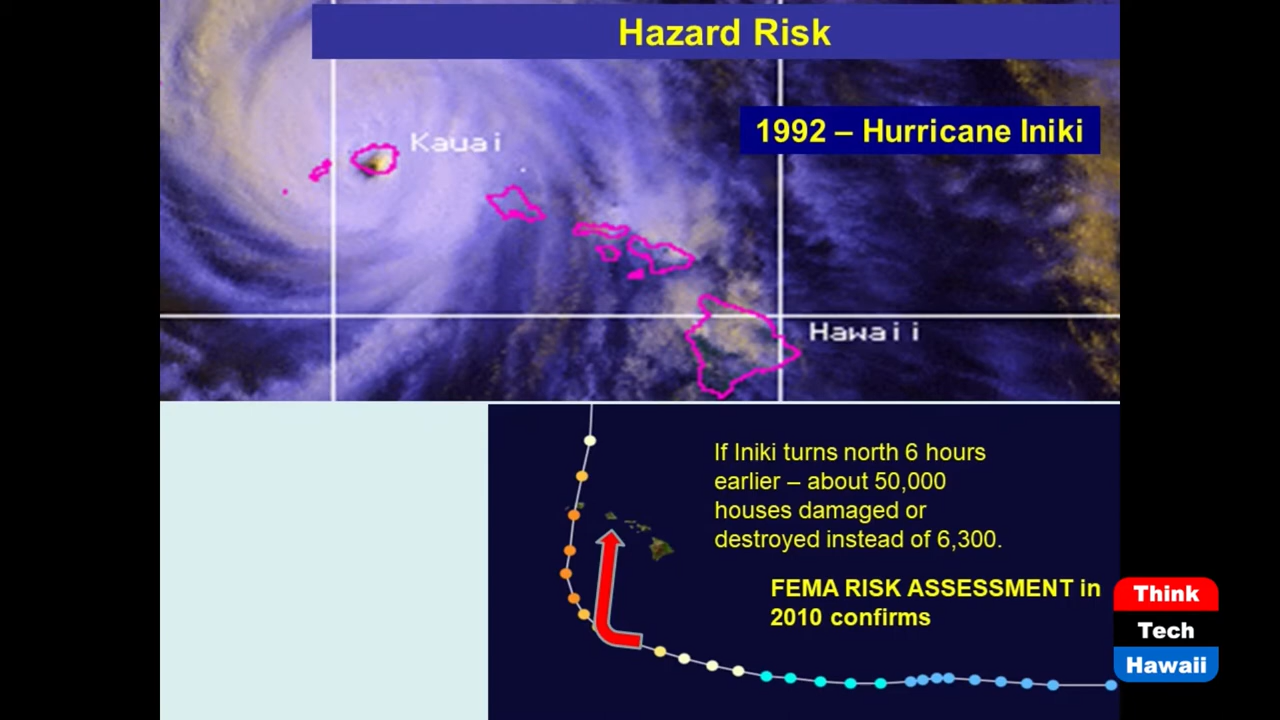 Hazard Risk
1992 – Hurricane Iniki
Kauai
Hawaii
If Iniki turns north 6 hours
earlier – about 50,000
houses damaged or
destroyed instead of 6,300.
FEMA RISK ASSESSMENT in
2010 confirms
Think
Tech
Hawaii